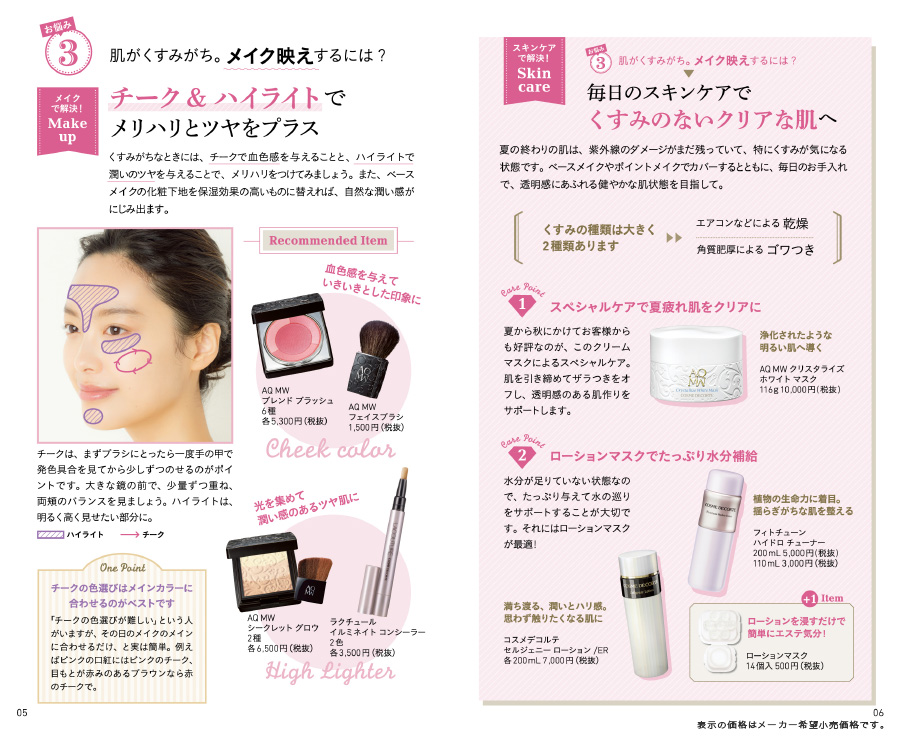 お悩み
3
肌がくすみがち。メイク映えするには？
メイク
で解決！
Make
up
チーク & ハイライトで
メリハリとツヤをプラス
くすみがちなときには、チークで血色感を与えることと、ハイライトで
潤いのツヤを与えることで、メリハリをつけてみましょう。また、ベース
メイクの化粧下地を保湿効果の高いものに替えれば、自然な潤い感が
にじみ出ます。
チークは、まずブラシにとったら一度手の甲で
発色具合を見てから少しずつのせるのがポイ
ントです。大きな鏡の前で、少量ずつ重ね、
両頬のバランスを見ましょう。ハイライトは、
明るく高く見せたい部分に。
ハイライト チーク
One Point
チークの色選びはメインカラーに
合わせるのがベストです
「チークの色選びが難しい」という人
がいますが、その日のメイクのメイン
に合わせるだけ、と実は簡単。例え
ばピンクの口紅にはピンクのチーク、
目もとが赤みのあるブラウンなら赤
のチークで。
Recommended Item
血色感を与えて
いきいきとした印象に
AQ MW
ブレンド ブラッシュ
6種
各5,300円（税抜）
AQ MW
フェイスブラシ
1,500円（税抜）
Cheek color
光を集めて
潤い感のあるツヤ肌に
AQ MW
シークレット グロウ
2種
各6,500円（税抜）
ラクチュール
イルミネイト コンシーラー
2色
各3,500円（税抜）
High Lighter
05
スキンケア
で解決！
Skin
care
お悩み
3
肌がくすみがち。メイク映えするには？
毎日のスキンケアで
くすみのないクリアな肌へ
夏の終わりの肌は、紫外線のダメージがまだ残っていて、特にくすみが気になる
状態です。ベースメイクやポイントメイクでカバーするとともに、毎日のお手入れ
で、透明感にあふれる健やかな肌状態を目指して。
くすみの種類は大きく
2種類あります
エアコンなどによる 乾燥
角質肥厚による ゴワつき
Care Point
1
スペシャルケアで夏疲れ肌をクリアに
夏から秋にかけてお客様から
も好評なのが、このクリーム
マスクによるスペシャルケア。
肌を引き締めてザラつきをオ
フし、透明感のある肌作りを
サポートします。
AQ
MW
浄化されたような
明るい肌へ導く
AQ MW クリスタライズ
ホワイト マスク
116g 10,000円（税抜）
Care Point
2
ローションマスクでたっぷり水分補給
水分が足りていない状態なの
で、たっぷり与えて水の巡り
をサポートすることが大切で
す。それにはローションマスク
が最適！
COSME DECORTE
植物の生命力に着目。
揺らぎがちな肌を整える
フィトチューン
ハイドロ チューナー
200mL 5,000円（税抜）
110mL 3,000円（税抜）
満ち渡る、潤いとハリ感。
思わず触りたくなる肌に
コスメデコルテ
セルジェニー ローション /ER
各200mL 7,000円（税抜）
+1 Item
ローションを浸すだけで
簡単にエステ気分！
ローションマスク
14個入 500円（税抜）
06
表示の価格はメーカー希望小売価格です。